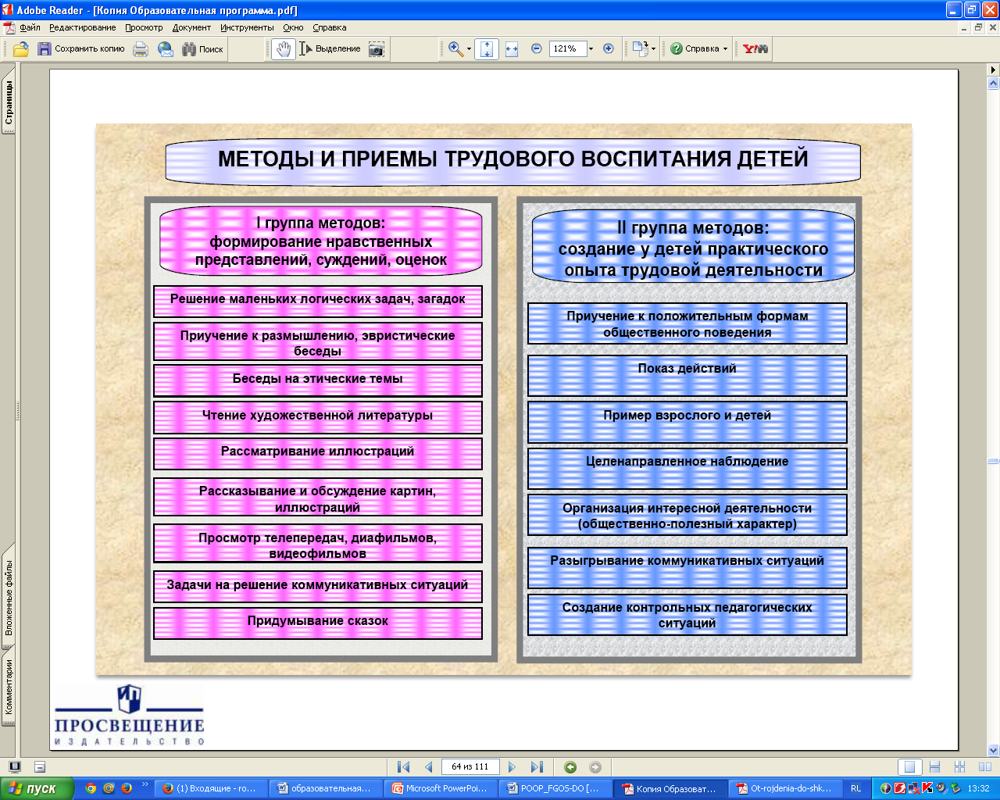 Adobe Reader - [Копия Образовательная программа.pdf]
Файл Редактирование Просмотр Документ Инструменты Окно Справка
Сохранить копию Поиск Выделение 121% Справка Y!
Страницы
МЕТОДЫ И ПРИЕМЫ ТРУДОВОГО ВОСПИТАНИЯ ДЕТЕЙ
I группа методов:
формирование нравственных
представлений, суждений, оценок
Решение маленьких логических задач, загадок
Приучение к размышлению, эвристические
беседы
Беседы на этические темы
Чтение художественной литературы
Рассматривание иллюстраций
Рассказывание и обсуждение картин,
иллюстраций
Просмотр телепередач, диафильмов,
видеофильмов
Задачи на решение коммуникативных ситуаций
Придумывание сказок
II группа методов:
создание у детей практического
опыта трудовой деятельности
Приучение к положительным формам
общественного поведения
Показ действий
Пример взрослого и детей
Целенаправленное наблюдение
Организация интересной деятельности
(общественно-полезный характер)
Разыгрывание коммуникативных ситуаций
Создание контрольных педагогических
ситуаций
Вложенные файлы
Комментарии
ПРОСВЕЩЕНИЕ
ИЗДАТЕЛЬСТВО
64 из 111
пуск (1) Входящие - ro... образовательная... Microsoft PowerPoi... POOP_FGOS-DO [... Копия Образоват... Ot-rojdenia-do-shk... RL 13:32